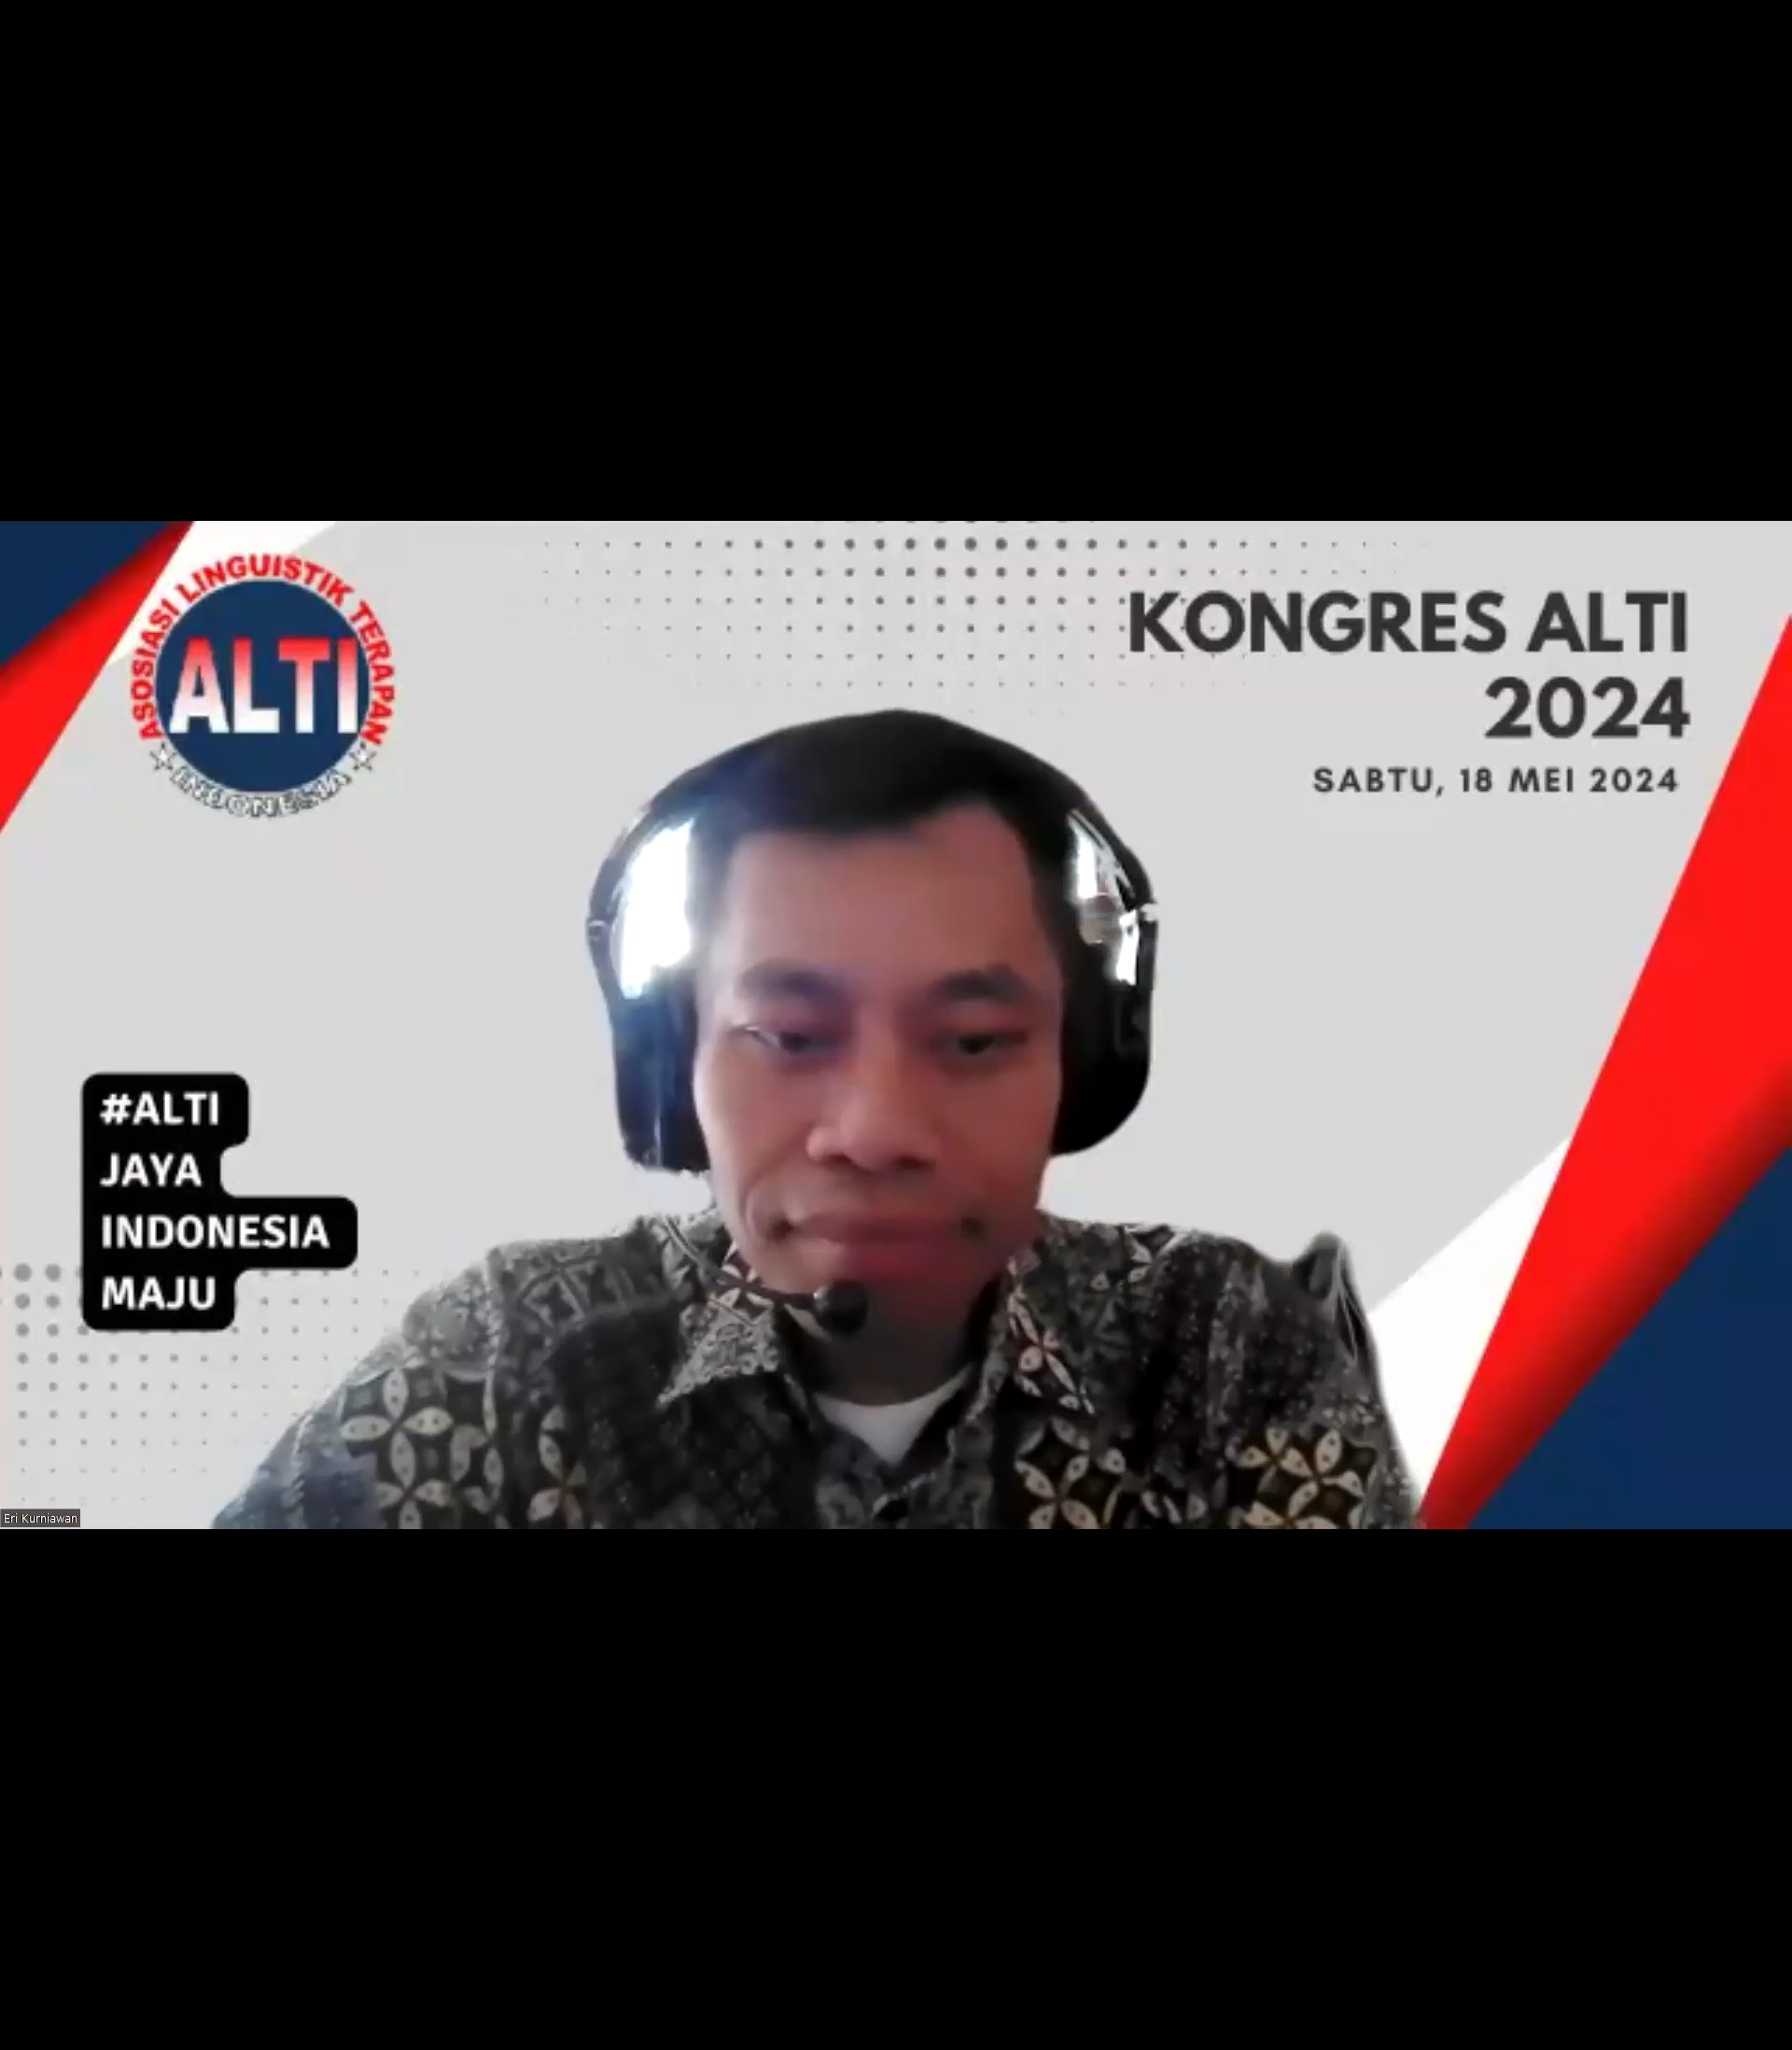 ASOSIASI LINGUISTIK TERAPAN
ALTI
INDONESIA
KONGRES ALTI
2024
SABTU, 18 MEI 2024
#ALTI
JAYA
INDONESIA
MAJU
Eri Kurniawan